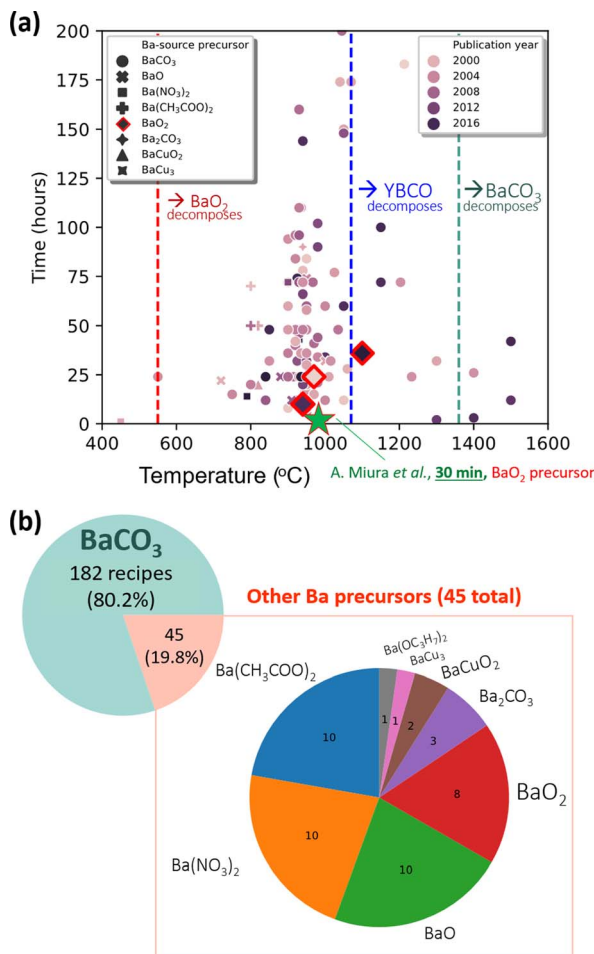 (a)
200
175
150
125
100
75
50
25
0
Time (hours)
Ba-source precursor
BaCO₃
BaO
Ba(NO₃)₂
Ba(CH₃COO)₂
BaO₂
Ba₂CO₃
BaCuO₂
BaCu₃
Publication year
2000
2004
2008
2012
2016
→ BaO₂
decomposes
→ YBCO
decomposes
→ BaCO₃
decomposes
400 600 800 1000 1200 1400 1600
Temperature (°C)
A. Miura et al., 30 min, BaO₂ precursor
(b)
BaCO₃
182 recipes
(80.2%)
45
(19.8%)
Other Ba precursors (45 total)
Ba(OC₃H₇)₂
BaCu₃
BaCuO₂
Ba₂CO₃
BaO₂
BaO
Ba(NO₃)₂
Ba(CH₃COO)₂
1
1
2
3
8
10
10
10